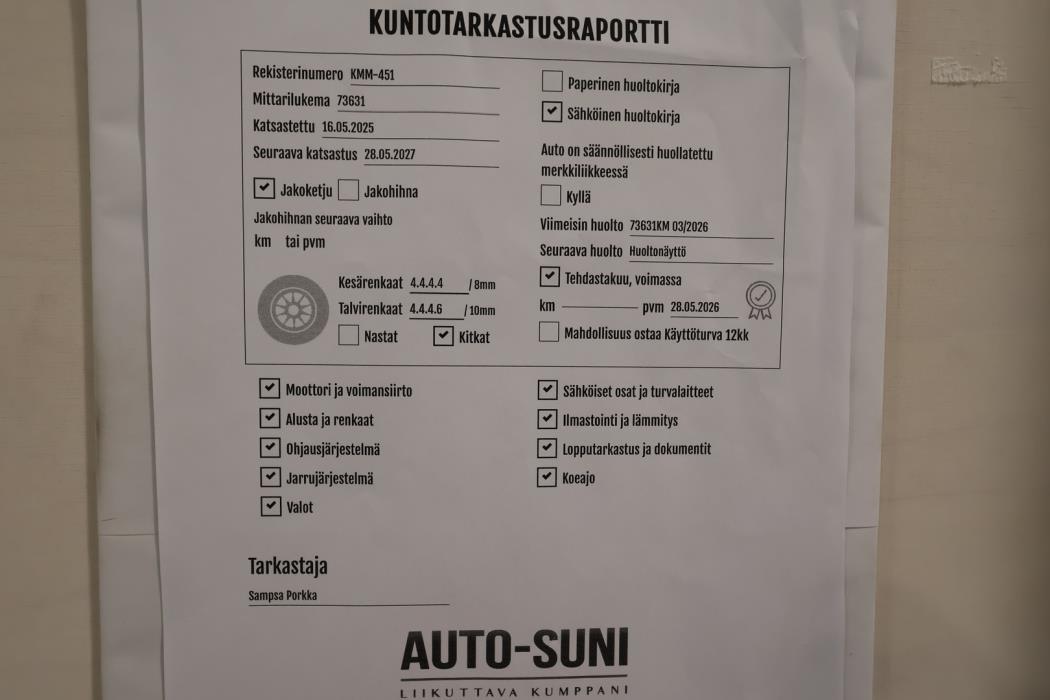 KUNTOTARKASTUSRAPORTTI
Rekisterinumero KMM-451
Mittarilukema 73631
Katsastettu 16.05.2025
Seuraava katsastus 28.05.2027
Jakoketju Jakohihna
Jakohihnan seuraava vaihto
km tai pvm
Kesärenkaat 4.4.4.4 / 8mm
Talvirenkaat 4.4.4.6 / 10mm
Nastat Kitkat
Paperinen huoltokirja
Sähköinen huoltokirja
Auto on säännöllisesti huollatettu
merkkiliikkeessä
Kyllä
Viimeisin huolto 73631KM 03/2026
Seuraava huolto Huoltonäyttö
Tehdastakuu, voimassa
km pvm 28.05.2026
Mahdollisuus ostaa Käyttöturva 12kk
Moottori ja voimansiirto
Alusta ja renkaat
Ohjausjärjestelmä
Jarrujärjestelmä
Valot
Sähköiset osat ja turvalaitteet
Ilmastointi ja lämmitys
Lopputarkastus ja dokumentit
Koeajo
Tarkastaja
Sampsa Porkka
AUTO-SUNI
LIIKUTTAVA KUMPPANI